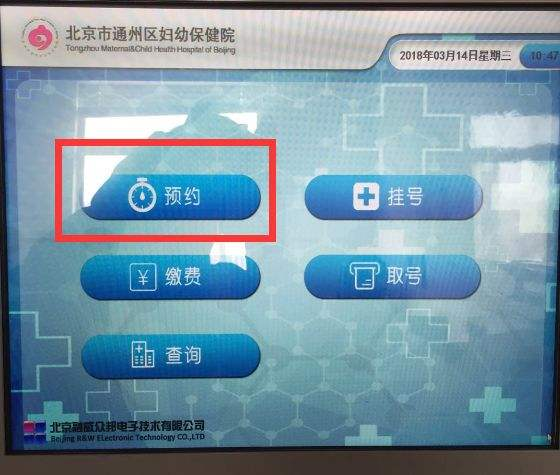 北京市通州区妇幼保健院
Tongzhou Maternal&Child Health Hospital of Beijing
2018年03月14日星期三 10:47
预约
挂号
¥ 缴费
取号
查询
北京融威众邦电子技术有限公司
Beijing R&W Electronic Technology CO.,LTD